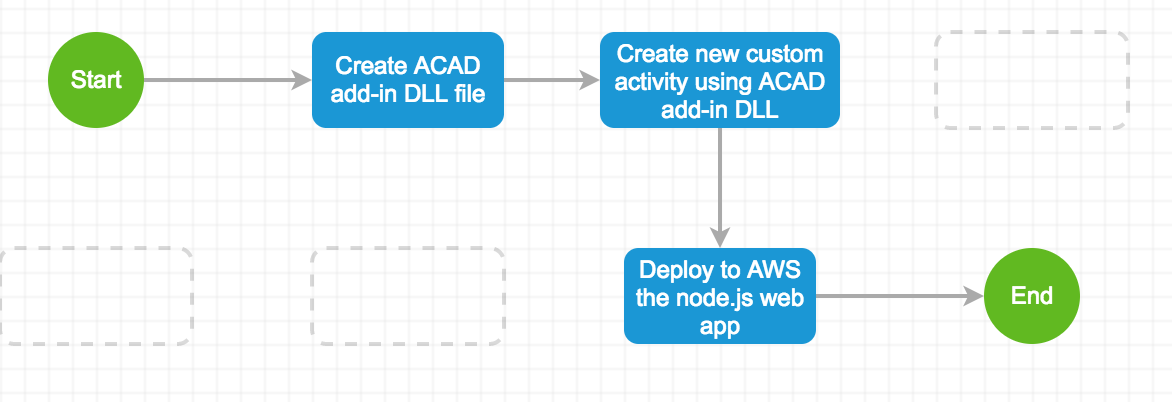 Start
Create ACAD
add-in DLL file
Create new custom
activity using ACAD
add-in DLL
Deploy to AWS
the node.js web
app
End